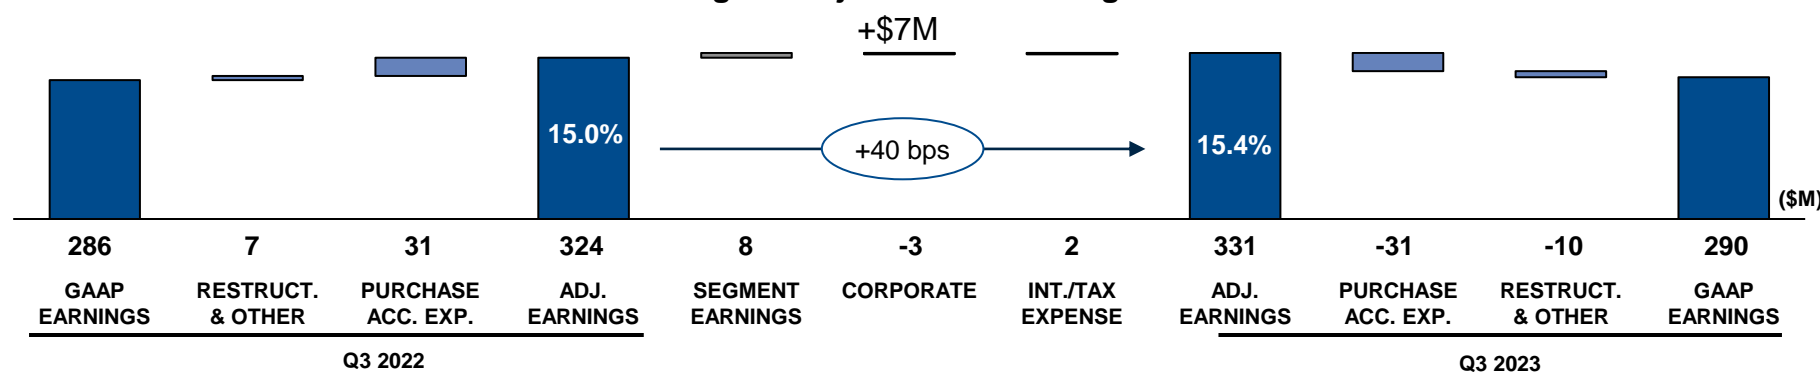 +$7M
15.0%
+40 bps
15.4%
($M)
286 7 31 324 8 -3 2 331 -31 -10 290
GAAP RESTRUCT. PURCHASE ADJ. SEGMENT CORPORATE INT./TAX ADJ. PURCHASE RESTRUCT. GAAP
EARNINGS & OTHER ACC. EXP. EARNINGS EARNINGS EXPENSE EARNINGS ACC. EXP. & OTHER EARNINGS
Q3 2022 Q3 2023